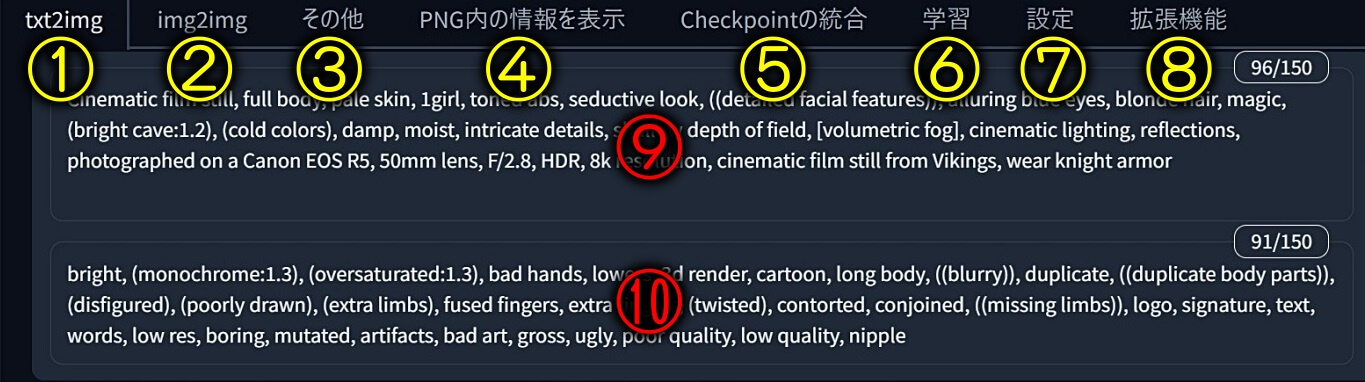 txt2img img2img その他 PNG内の情報を表示 Checkpointの統合 学習 設定 拡張機能
① ② ③ ④ ⑤ ⑥ ⑦ ⑧
96/150
cinematic film still, full body, pale skin, 1girl, toned abs, seductive look, ((detailed facial features)), alluring blue eyes, blonde hair, magic,
(bright cave:1.2), (cold colors), damp, moist, intricate details, depth of field, [volumetric fog], cinematic lighting, reflections,
photographed on a Canon EOS R5, 50mm lens, F/2.8, HDR, 8k resolution, cinematic film still from Vikings, wear knight armor
⑨
91/150
bright, (monochrome:1.3), (oversaturated:1.3), bad hands, 3d render, cartoon, long body, ((blurry)), duplicate, ((duplicate body parts)),
(disfigured), (poorly drawn), (extra limbs), fused fingers, extra (twisted), contorted, conjoined, ((missing limbs)), logo, signature, text,
words, low res, boring, mutated, artifacts, bad art, gross, ugly, poor quality, low quality, nipple
⑩